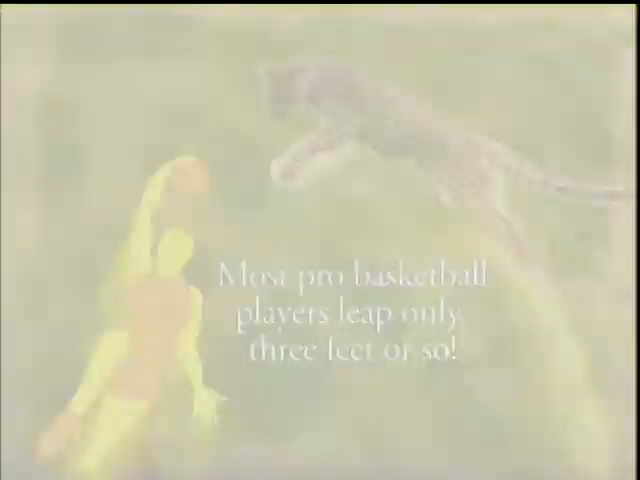 Most pro basketball
players leap only
three feet or so!